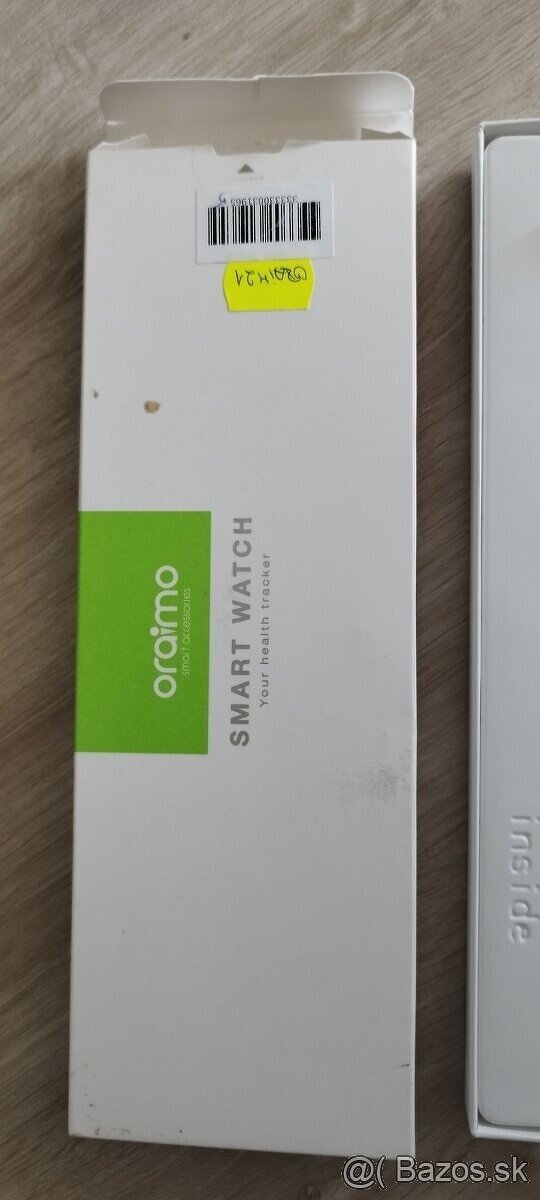 oraimo
smart accessories
SMART WATCH
Your health tracker
inside
@( Bazos.sk